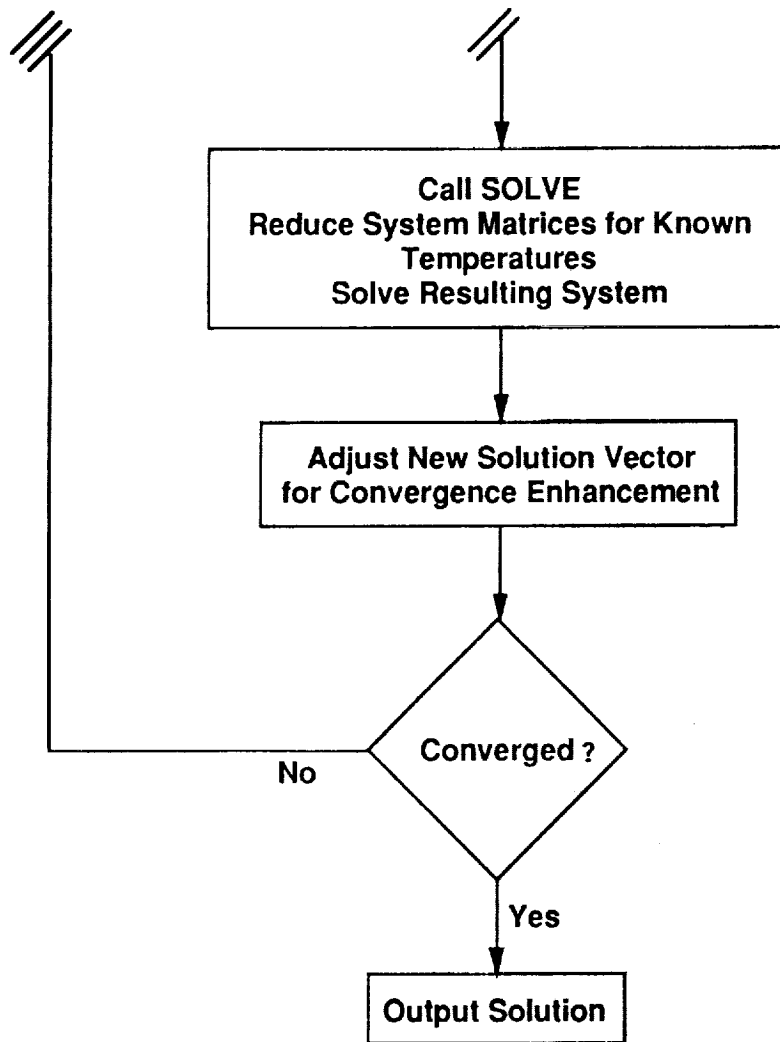 Call SOLVE
Reduce System Matrices for Known
Temperatures
Solve Resulting System
Adjust New Solution Vector
for Convergence Enhancement
Converged ?
No
Yes
Output Solution